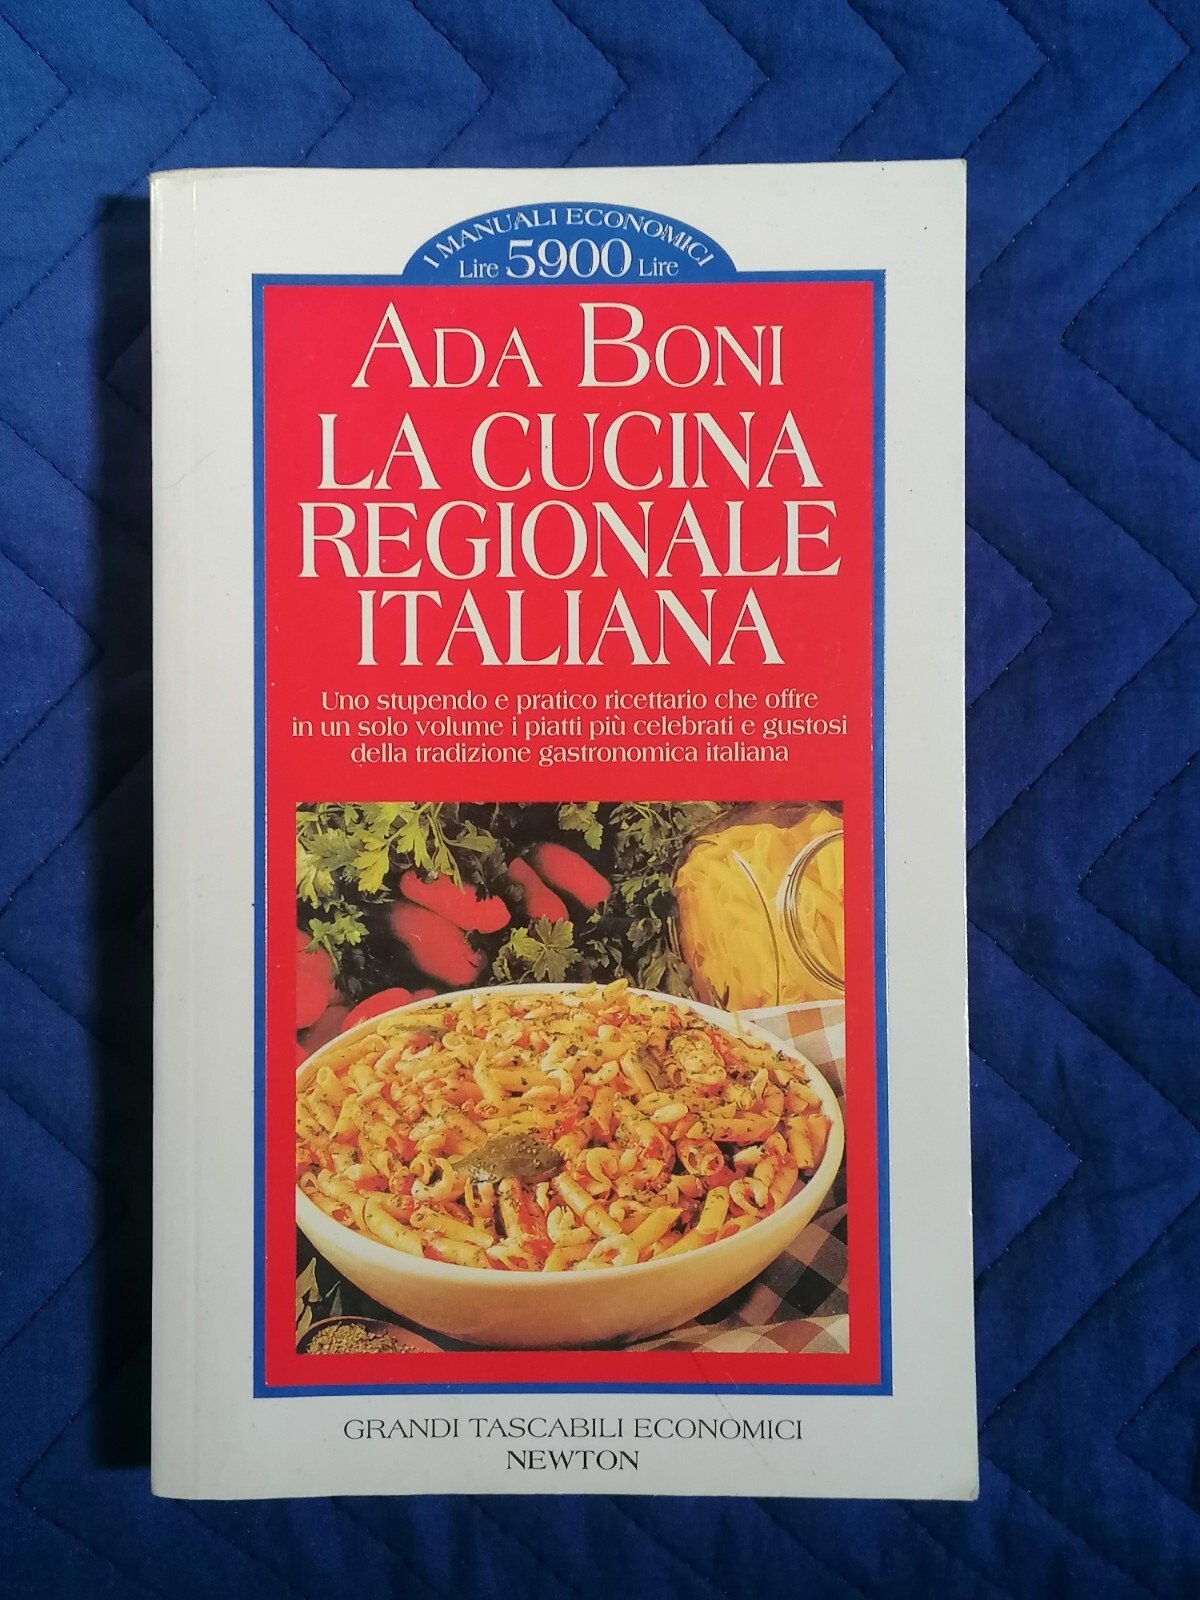 I MANUALI ECONOMICI
Lire 5900 Lire
ADA BONI
LA CUCINA
REGIONALE
ITALIANA
Uno stupendo e pratico ricettario che offre
in un solo volume i piatti più celebrati e gustosi
della tradizione gastronomica italiana
GRANDI TASCABILI ECONOMICI
NEWTON